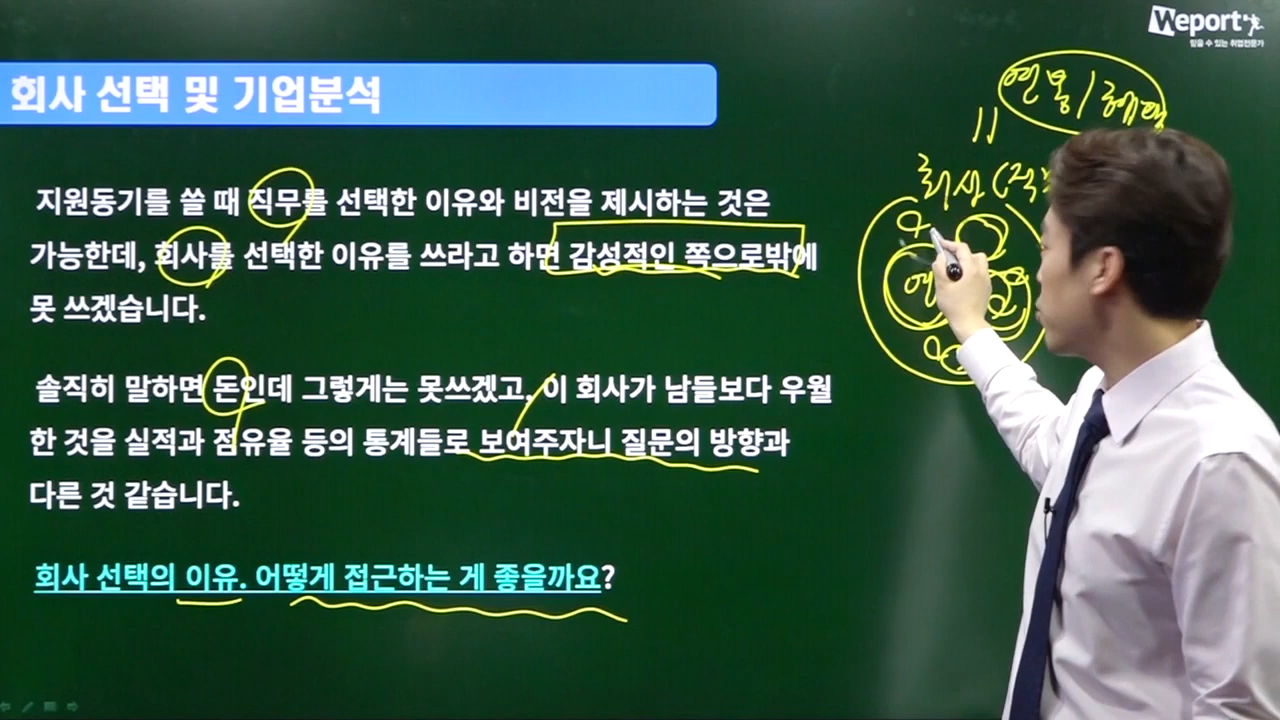 Weport
믿을 수 있는 취업전문가
회사 선택 및 기업분석
연봉/혜택
회사(직
지원동기를 쓸 때 직무를 선택한 이유와 비전을 제시하는 것은
가능한데, 회사를 선택한 이유를 쓰라고 하면 감성적인 쪽으로밖에
못 쓰겠습니다.
솔직히 말하면 돈인데 그렇게는 못쓰겠고, 이 회사가 남들보다 우월
한 것을 실적과 점유율 등의 통계들로 보여주자니 질문의 방향과
다른 것 같습니다.
회사 선택의 이유. 어떻게 접근하는 게 좋을까요?